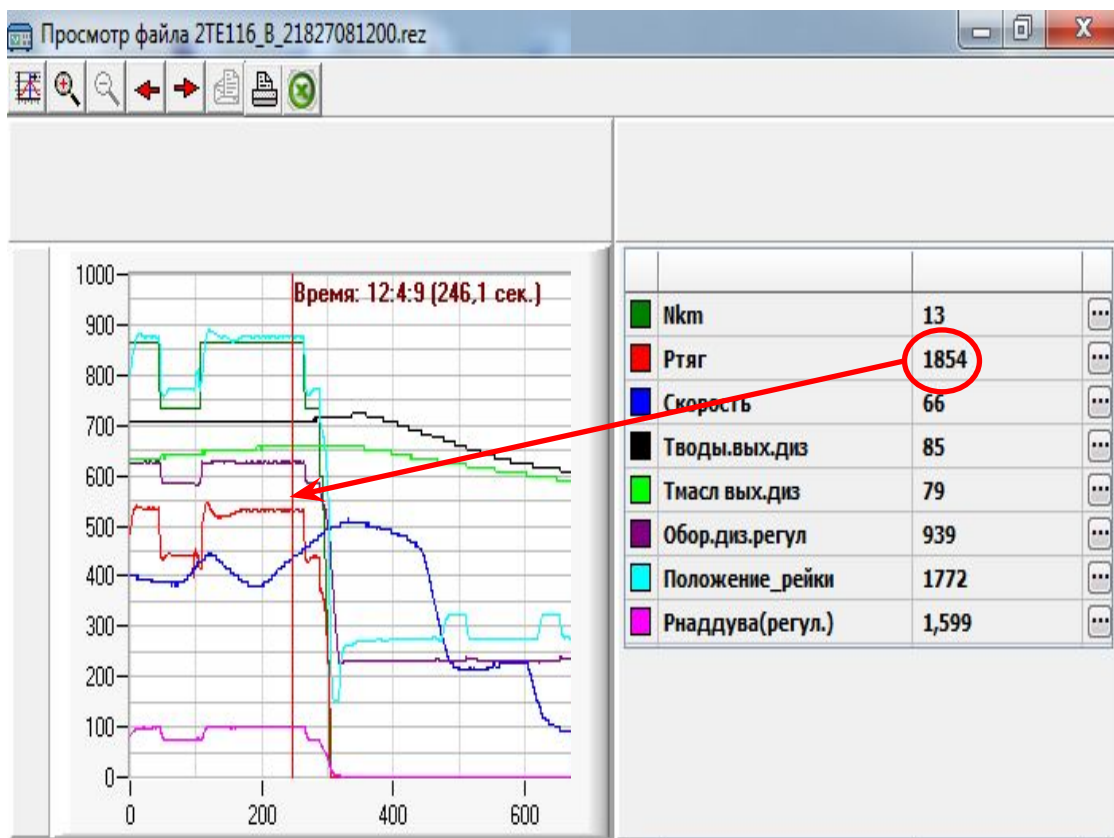 Просмотр файла 2TE116_B_21827081200.rez
1000
Время: 12:4:9 (246,1 сек.)
900
800
700
600
500
400
300
200
100
0
0 200 400 600
Nkm 13
Ртяг 1854
Скорость 66
Тводы.вых.диз 85
Тмасл вых.диз 79
Обор.диз.регул 939
Положение_рейки 1772
Рнаддува(регул.) 1,599